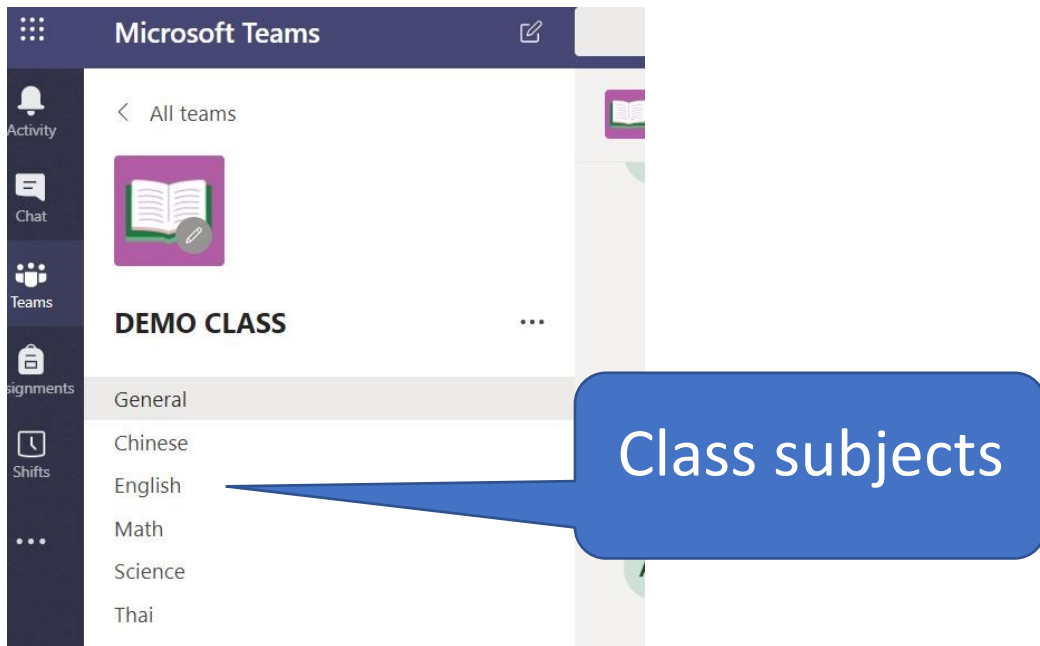 Microsoft Teams
Activity
All teams
Chat
Teams
DEMO CLASS
signments
General
Chinese
Shifts
English
Math
Science
Thai
Class subjects